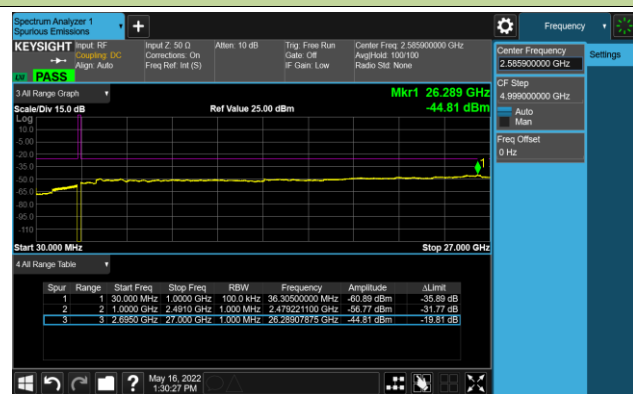 Spectrum Analyzer 1
Spurious Emissions
Frequency
KEYSIGHT Input: RF Input Z: 50 Ω Atten: 10 dB Trig: Free Run Center Freq: 2.585900000 GHz
Coupling: DC Corrections: On Gate: Off Avg|Hold: 100/100
Align: Auto Freq Ref: Int (S) IF Gain: Low Radio Std: None
PASS
Center Frequency
2.585900000 GHz
Settings
CF Step
4.999000000 GHz
Auto
Man
Freq Offset
0 Hz
3 All Range Graph
Mkr1 26.289 GHz
Scale/Div 15.0 dB Ref Value 25.00 dBm -44.81 dBm
Log
10.0
-5.00
-20.0
-35.0
-50.0
-65.0
-80.0
-95.0
-110
1
Start 30.000 MHz Stop 27.000 GHz
4 All Range Table
Spur Range Start Freq Stop Freq RBW Frequency Amplitude ΔLimit
1 1 30.000 MHz 1.0000 GHz 100.0 kHz 36.30500000 MHz -60.89 dBm -35.89 dB
2 2 1.0000 GHz 2.4910 GHz 1.000 MHz 2.479221100 GHz -56.77 dBm -31.77 dB
3 3 2.6950 GHz 27.000 GHz 1.000 MHz 26.28907875 GHz -44.81 dBm -19.81 dB
May 16, 2022
1:30:27 PM